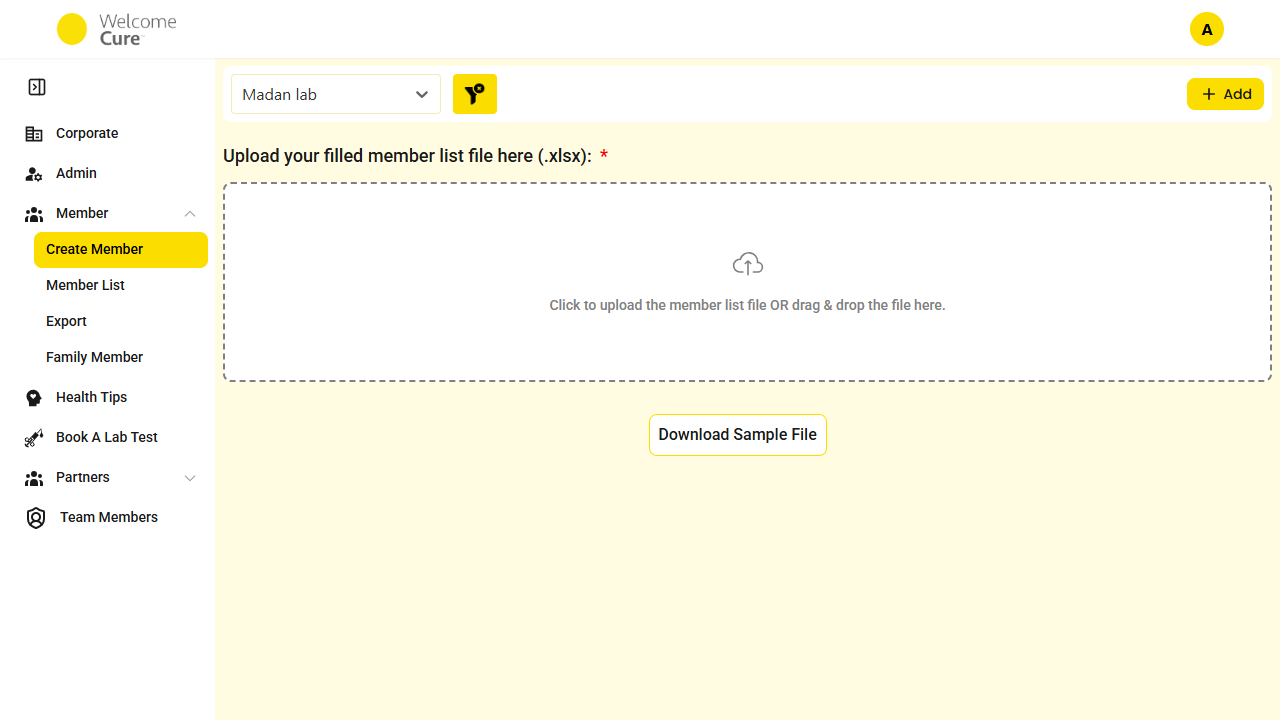 Welcome
Cure™
A
Corporate
Admin
Member
Create Member
Member List
Export
Family Member
Health Tips
Book A Lab Test
Partners
Team Members
Madan lab
+ Add
Upload your filled member list file here (.xlsx): *
Click to upload the member list file OR drag & drop the file here.
Download Sample File